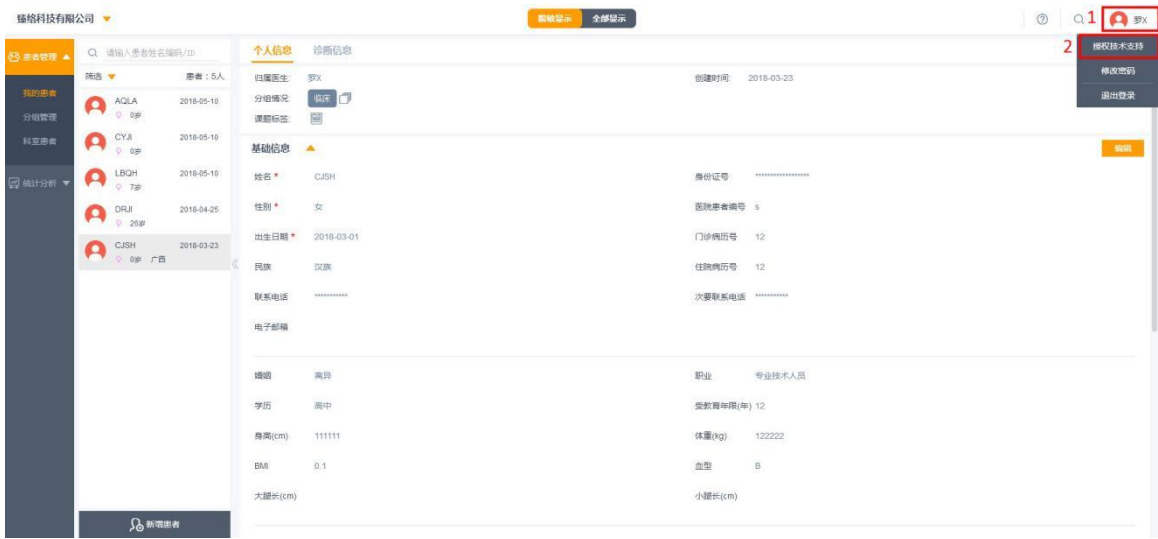 臻络科技有限公司
脱敏显示 全部显示
1 罗X
患者管理
我的患者
分组管理
科室患者
统计分析
请输入患者姓名编码/ID
筛选 患者：5人
AQLA 2018-05-10
0岁
CYJI 2018-05-10
0岁
LBQH 2018-05-10
7岁
DRJI 2018-04-25
26岁
CJSH 2018-03-23
0岁 广西
新增患者
个人信息 诊断信息
2 授权技术支持
修改密码
退出登录
归属医生: 罗X 创建时间: 2018-03-23
分组情况: 临床
课题标签:
基础信息 编辑
姓名 * CJSH 身份证号 ******************
性别 * 女 医院患者编号 s
出生日期 * 2018-03-01 门诊病历号 12
民族 汉族 住院病历号 12
联系电话 *********** 次要联系电话 ***********
电子邮箱
婚姻 离异 职业 专业技术人员
学历 高中 受教育年限(年) 12
身高(cm) 111111 体重(kg) 122222
BMI 0.1 血型 B
大腿长(cm) 小腿长(cm)